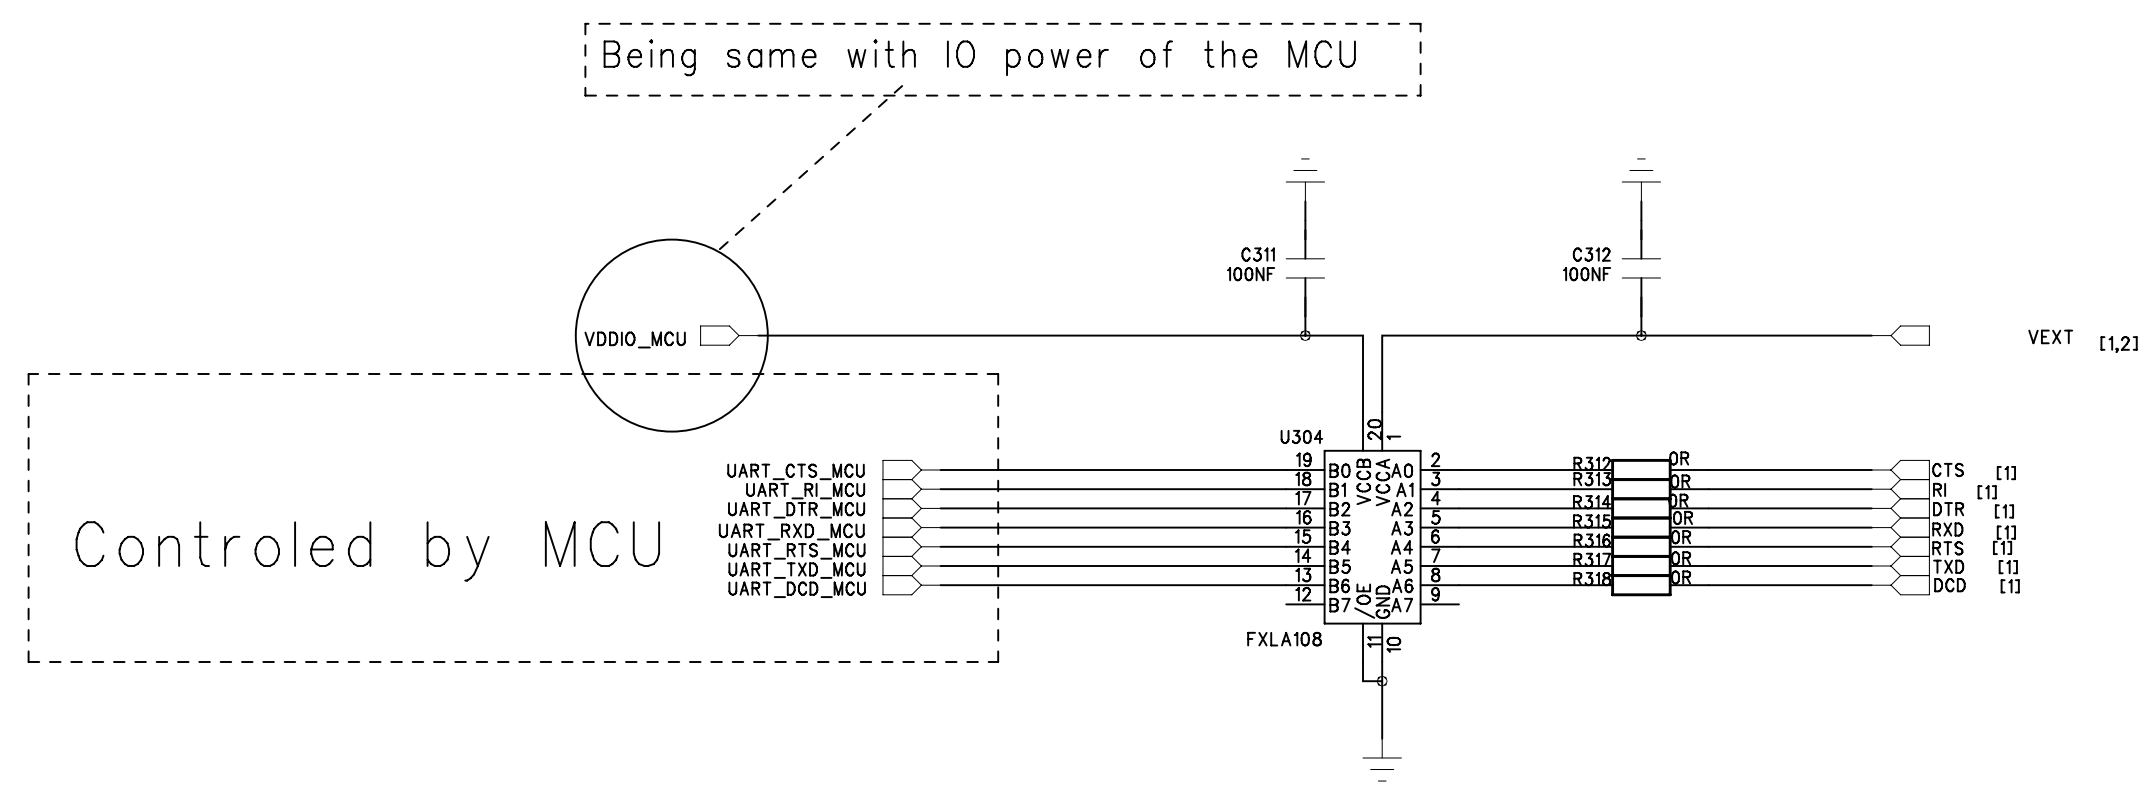 Being same with IO power of the MCU
C311
100NF
C312
100NF
VDDIO_MCU
VEXT [1,2]
U304
20
1
VCCB
VCCA
UART_CTS_MCU 19 B0 A0 2 R312 0R CTS [1]
UART_RI_MCU 18 B1 A1 3 R313 0R RI [1]
UART_DTR_MCU 17 B2 A2 4 R314 0R DTR [1]
UART_RXD_MCU 16 B3 A3 5 R315 0R RXD [1]
UART_RTS_MCU 15 B4 A4 6 R316 0R RTS [1]
UART_TXD_MCU 14 B5 A5 7 R317 0R TXD [1]
UART_DCD_MCU 13 B6 A6 8 R318 0R DCD [1]
12 B7 A7 9
Controled by MCU
/OE
GND
FXLA108
11
10